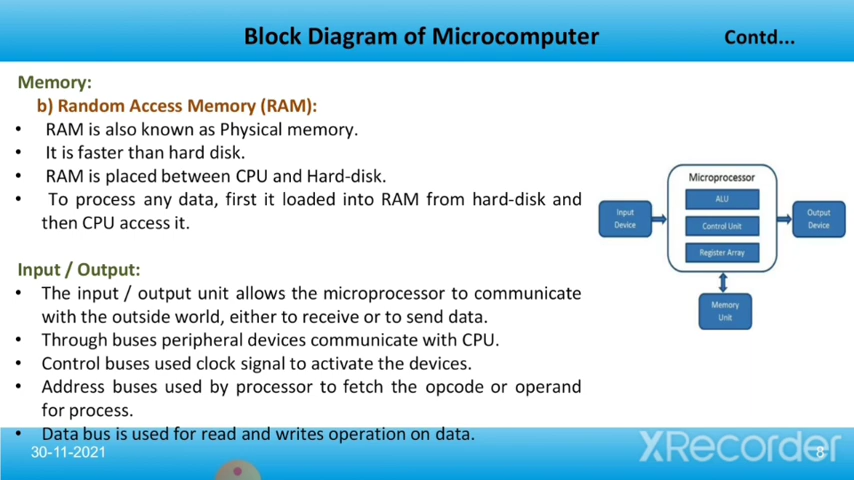 Block Diagram of Microcomputer
Contd...
Memory:
b) Random Access Memory (RAM):
• RAM is also known as Physical memory.
• It is faster than hard disk.
• RAM is placed between CPU and Hard-disk.
• To process any data, first it loaded into RAM from hard-disk and
then CPU access it.
Input / Output:
• The input / output unit allows the microprocessor to communicate
with the outside world, either to receive or to send data.
• Through buses peripheral devices communicate with CPU.
• Control buses used clock signal to activate the devices.
• Address buses used by processor to fetch the opcode or operand
for process.
• Data bus is used for read and writes operation on data.
Microprocessor
ALU
Control Unit
Register Array
Input
Device
Output
Device
Memory
Unit
30-11-2021
XRecorder
8